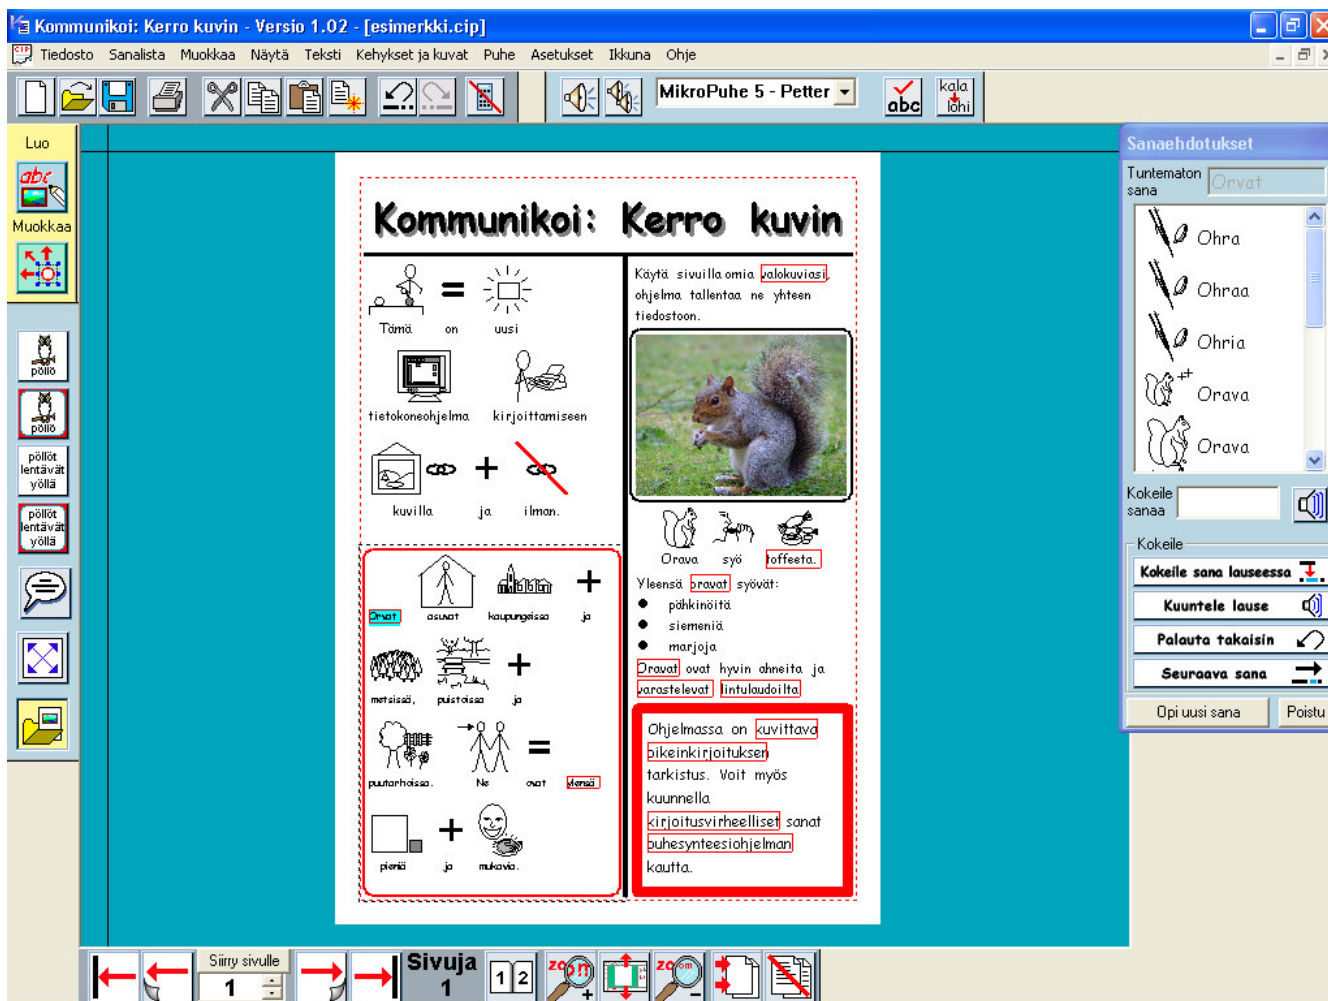 Kommunikoi: Kerro kuvin - Versio 1.02 - [esimerkki.cip]
Tiedosto Sanalista Muokkaa Näytä Teksti Kehykset ja kuvat Puhe Asetukset Ikkuna Ohje
MikroPuhe 5 - Petter
abc
kala
lohi
Luo
abc
Muokkaa
pöllö
pöllö
pöllöt
lentävät
yöllä
pöllöt
lentävät
yöllä
Kommunikoi: Kerro kuvin
Tämä on uusi
tietokoneohjelma kirjoittamiseen
kuvilla ja ilman.
Orvat asuvat kaupungeissa ja
metsissä, puistoissa ja
puutarhoissa. Ne ovat ylensä
pieniä ja mukavia.
Käytä sivuilla omia valokuviasi,
ohjelma tallentaa ne yhteen
tiedostoon.
Orava syö toffeeta.
Yleensä oravat syövät:
● pähkinöitä
● siemeniä
● marjoja
Oravat ovat hyvin ahneita ja
varastelevat lintulaudoilta
Ohjelmassa on kuvittava
oikeinkirjoituksen
tarkistus. Voit myös
kuunnella
kirjoitusvirheelliset sanat
puhesynteesiohjelman
kautta.
Sanaehdotukset
Tuntematon
sana Orvat
Ohra
Ohraa
Ohria
Orava
Orava
Kokeile
sanaa
Kokeile
Kokeile sana lauseessa
Kuuntele lause
Palauta takaisin
Seuraava sana
Opi uusi sana Poistu
Siirry sivulle
1
Sivuja
1
1 2
zoom
+
zoom
-